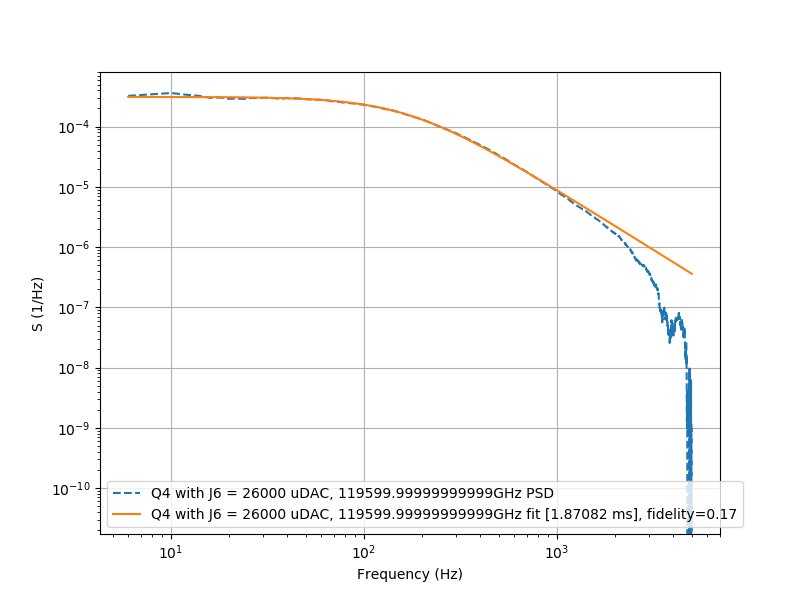 10⁻⁴
10⁻⁵
10⁻⁶
10⁻⁷
10⁻⁸
10⁻⁹
10⁻¹⁰
S (1/Hz)
Q4 with J6 = 26000 uDAC, 119599.99999999999GHz PSD
Q4 with J6 = 26000 uDAC, 119599.99999999999GHz fit [1.87082 ms], fidelity=0.17
10¹ 10² 10³
Frequency (Hz)